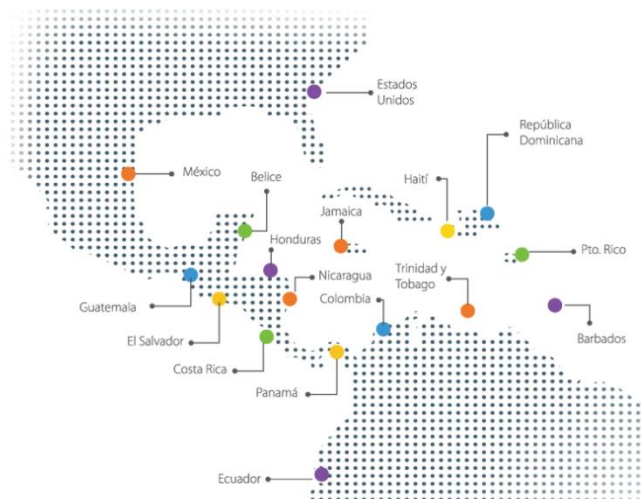 Estados
Unidos
República
Dominicana
México
Belice
Haití
Jamaica
Honduras
Pto. Rico
Nicaragua
Trinidad y
Tobago
Guatemala
Colombia
El Salvador
Barbados
Costa Rica
Panamá
Ecuador